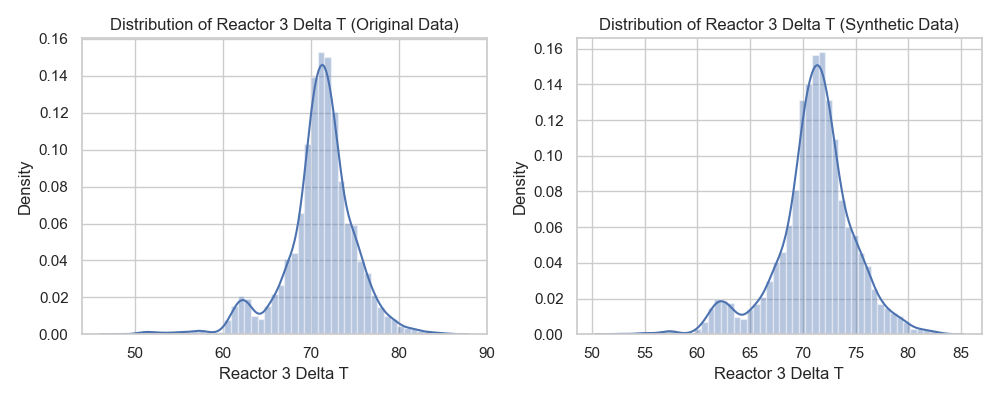 Distribution of Reactor 3 Delta T (Original Data)
0.16
0.14
0.12
0.10
0.08
0.06
0.04
0.02
0.00
Density
50 60 70 80 90
Reactor 3 Delta T
Distribution of Reactor 3 Delta T (Synthetic Data)
0.16
0.14
0.12
0.10
0.08
0.06
0.04
0.02
0.00
Density
50 55 60 65 70 75 80 85
Reactor 3 Delta T